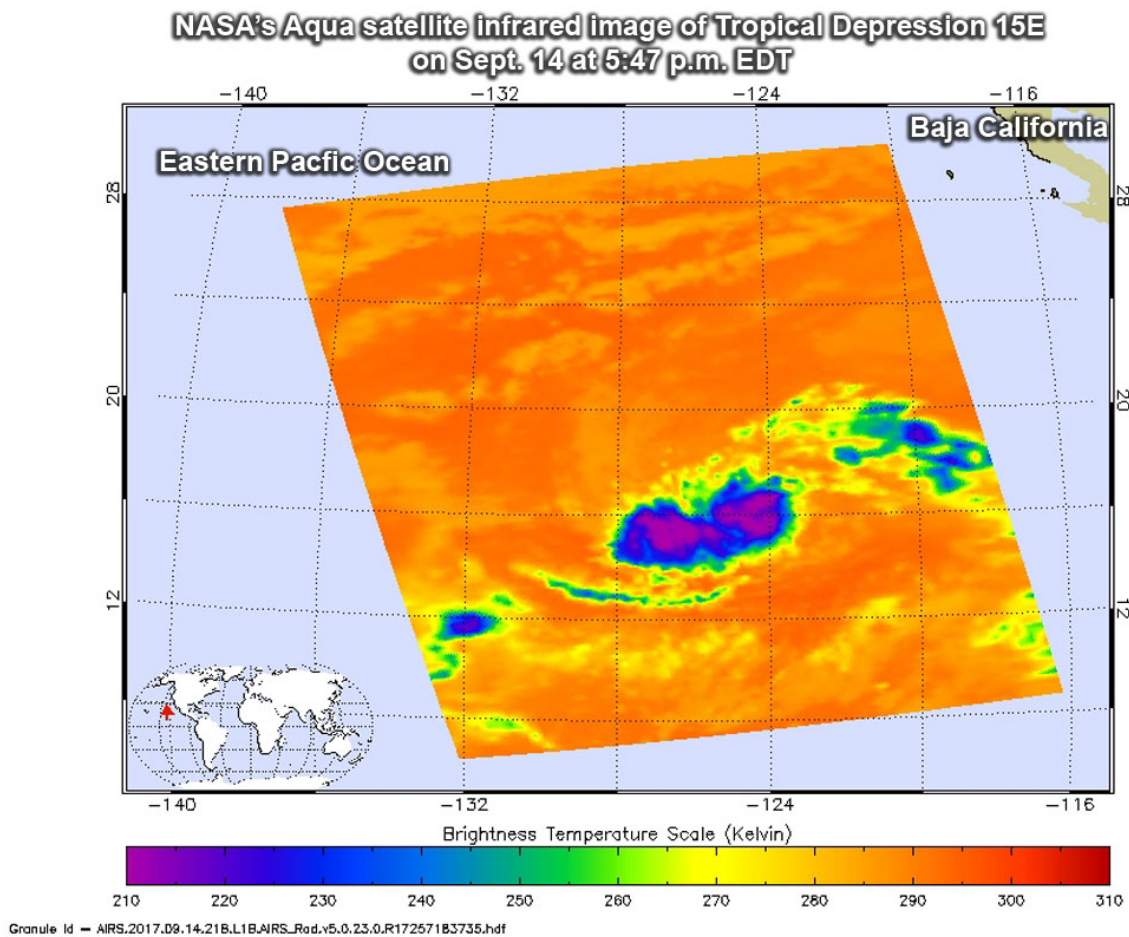 NASA's Aqua satellite infrared image of Tropical Depression 15E
on Sept. 14 at 5:47 p.m. EDT
-140 -132 -124 -116
Baja California
Eastern Pacfic Ocean
28 28
20 20
12 12
-140 -132 -124 -116
Brightness Temperature Scale (Kelvin)
210 220 230 240 250 260 270 280 290 300 310
Granule Id — AIRS.2017.09.14.218.L1B.AIRS_Rad.v5.0.23.0.R17257183735.hdf